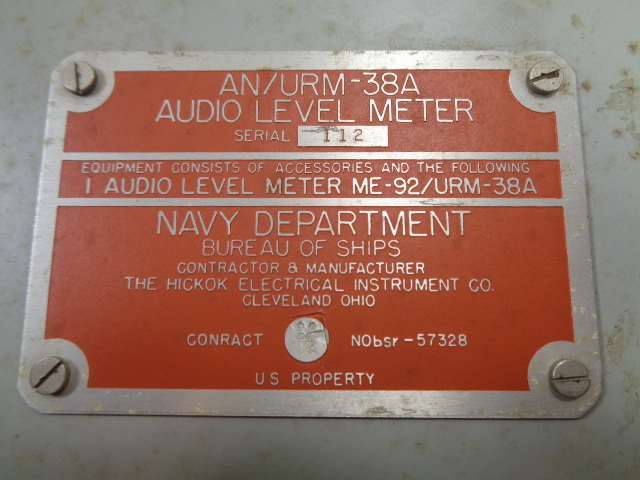 AN/URM-38A
AUDIO LEVEL METER
SERIAL 112
EQUIPMENT CONSISTS OF ACCESSORIES AND THE FOLLOWING
1 AUDIO LEVEL METER ME-92/URM-38A
NAVY DEPARTMENT
BUREAU OF SHIPS
CONTRACTOR & MANUFACTURER
THE HICKOK ELECTRICAL INSTRUMENT CO.
CLEVELAND OHIO
CONRACT NObsr-57328
US PROPERTY